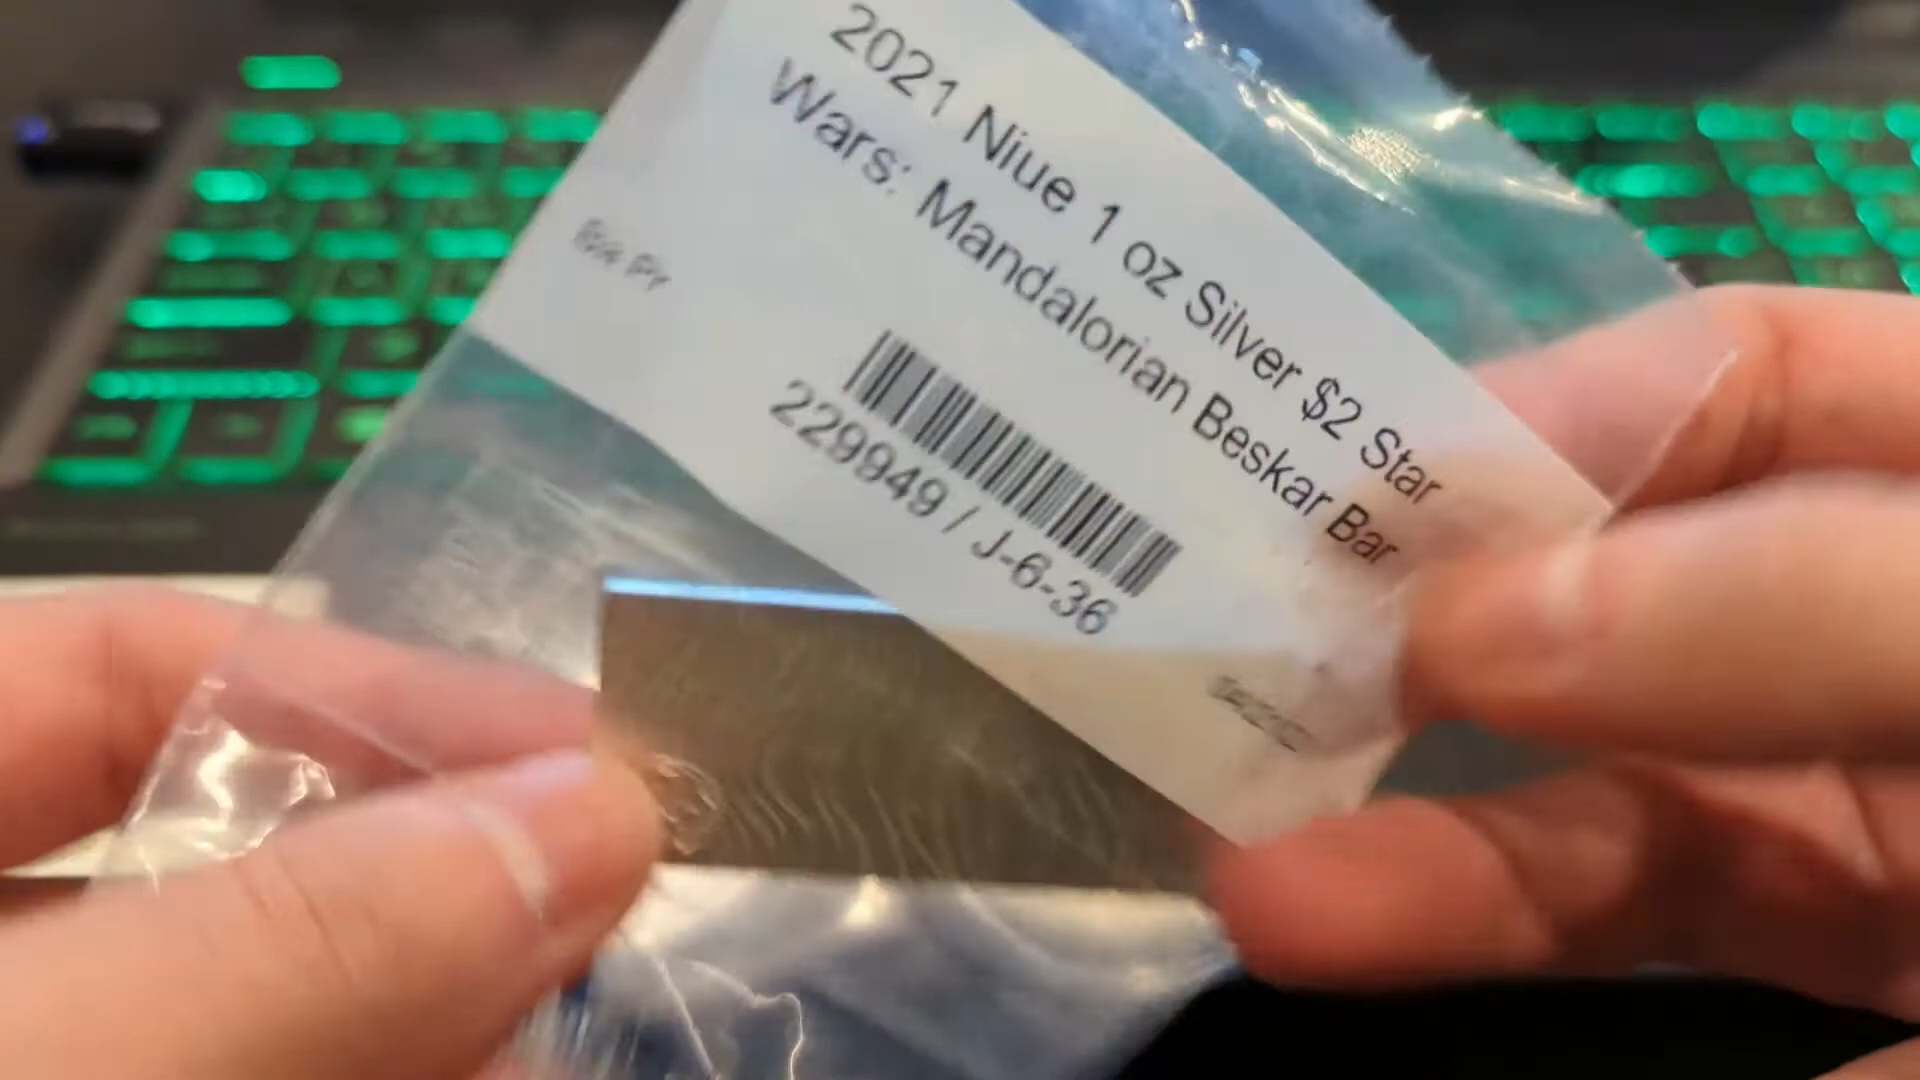 2021 Niue 1 oz Silver $2 Star
Wars: Mandalorian Beskar Bar
229949 / J-6-36